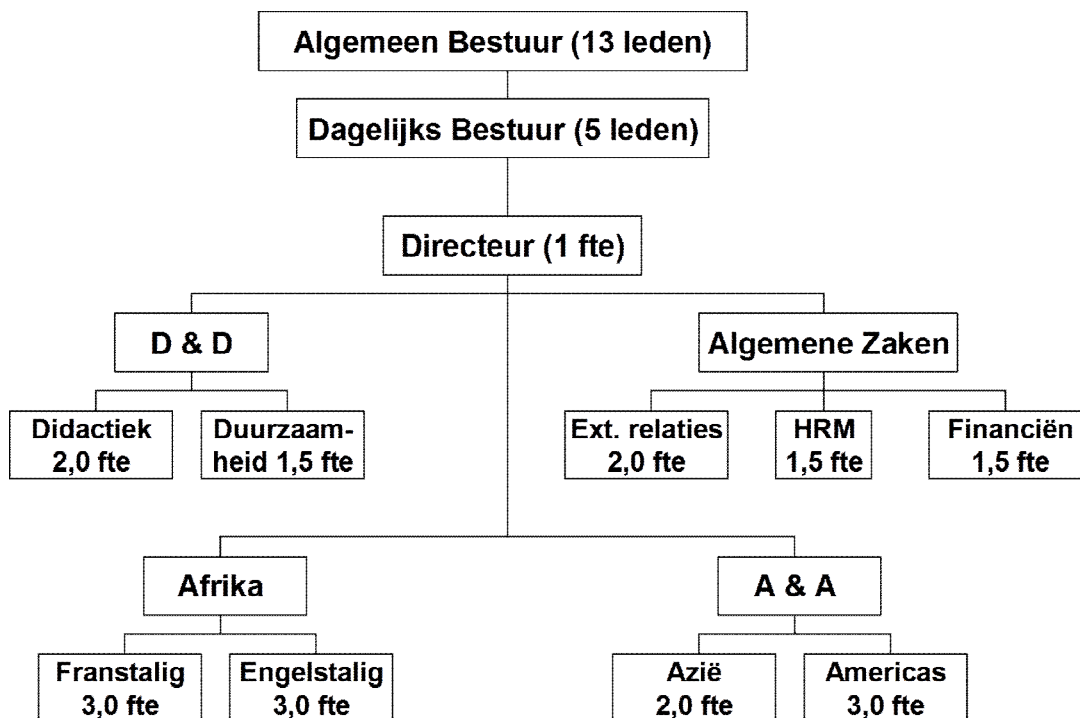 Algemeen Bestuur (13 leden)
Dagelijks Bestuur (5 leden)
Directeur (1 fte)
D & D
Algemene Zaken
Didactiek
2,0 fte
Duurzaam-
heid 1,5 fte
Ext. relaties
2,0 fte
HRM
1,5 fte
Financiën
1,5 fte
Afrika
A & A
Franstalig
3,0 fte
Engelstalig
3,0 fte
Azië
2,0 fte
Americas
3,0 fte